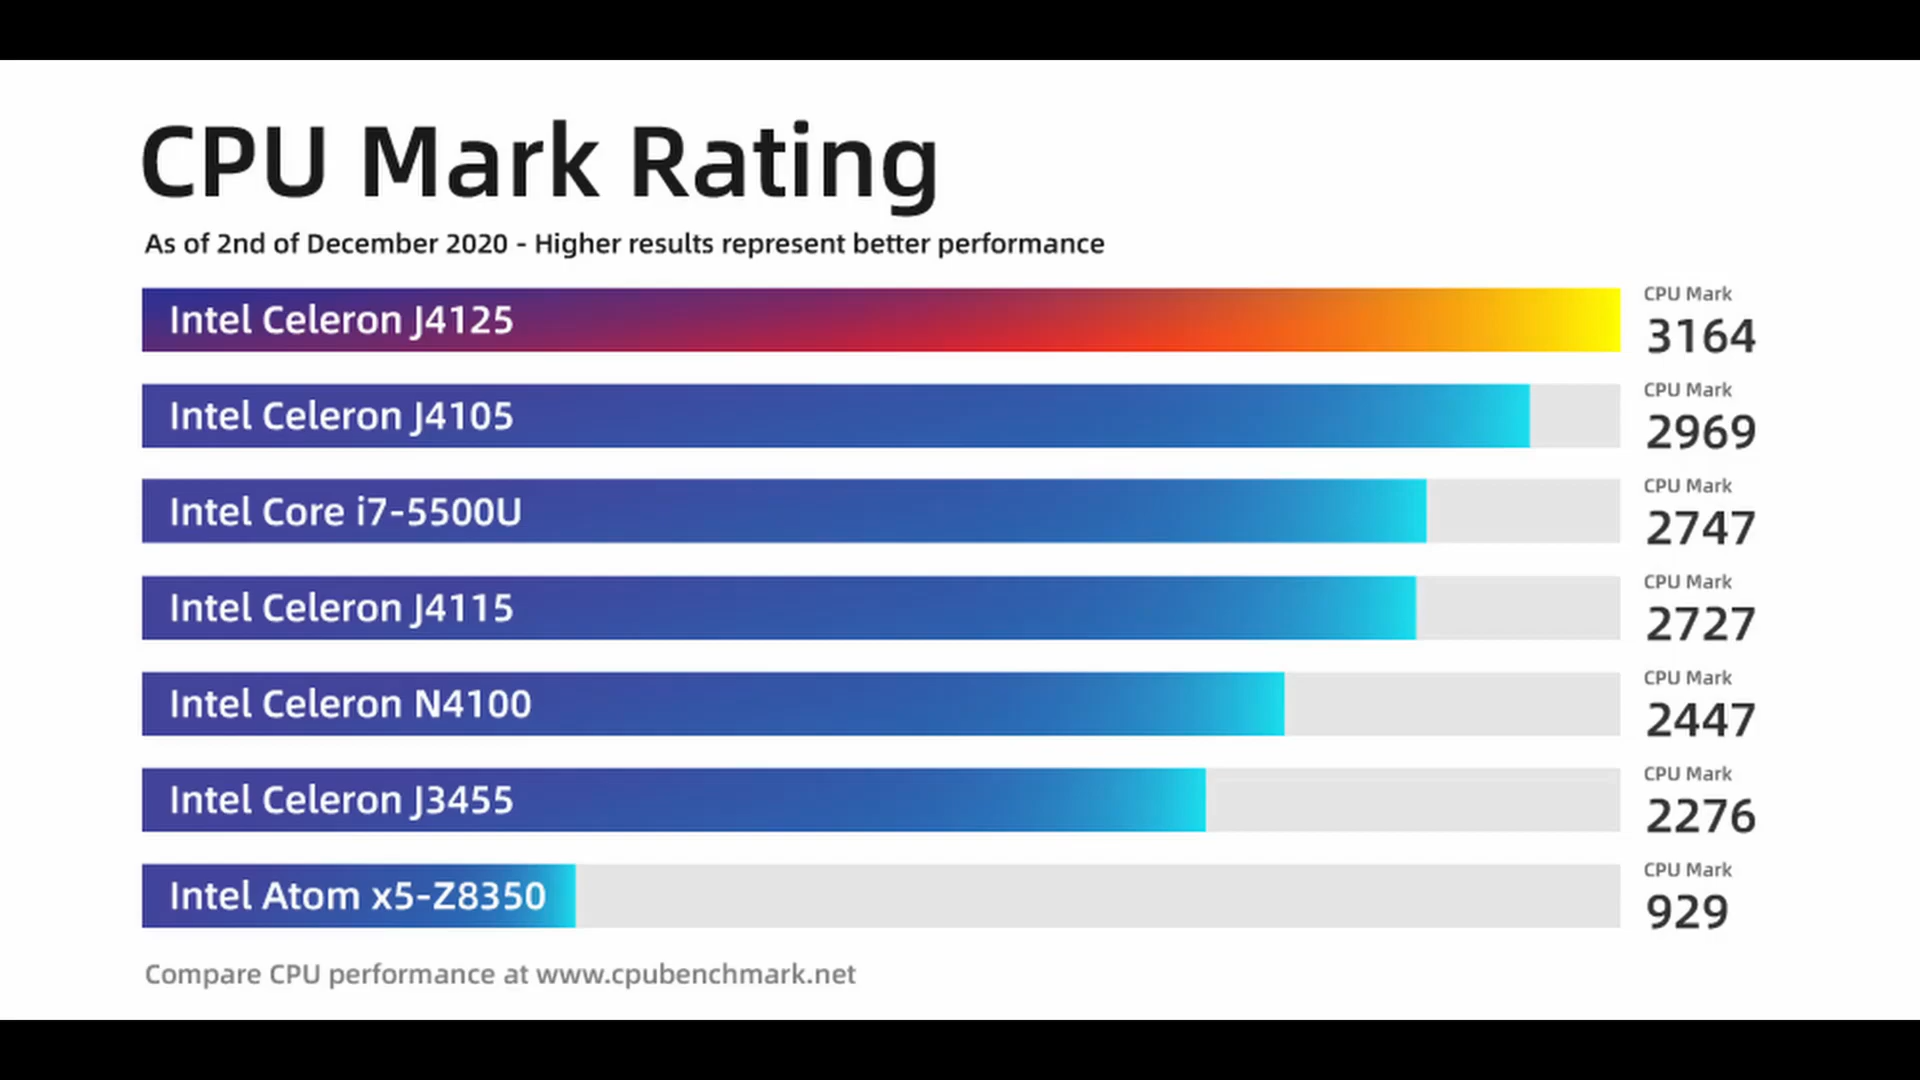 CPU Mark Rating
As of 2nd of December 2020 - Higher results represent better performance
Intel Celeron J4125
CPU Mark
3164
Intel Celeron J4105
CPU Mark
2969
Intel Core i7-5500U
CPU Mark
2747
Intel Celeron J4115
CPU Mark
2727
Intel Celeron N4100
CPU Mark
2447
Intel Celeron J3455
CPU Mark
2276
Intel Atom x5-Z8350
CPU Mark
929
Compare CPU performance at www.cpubenchmark.net